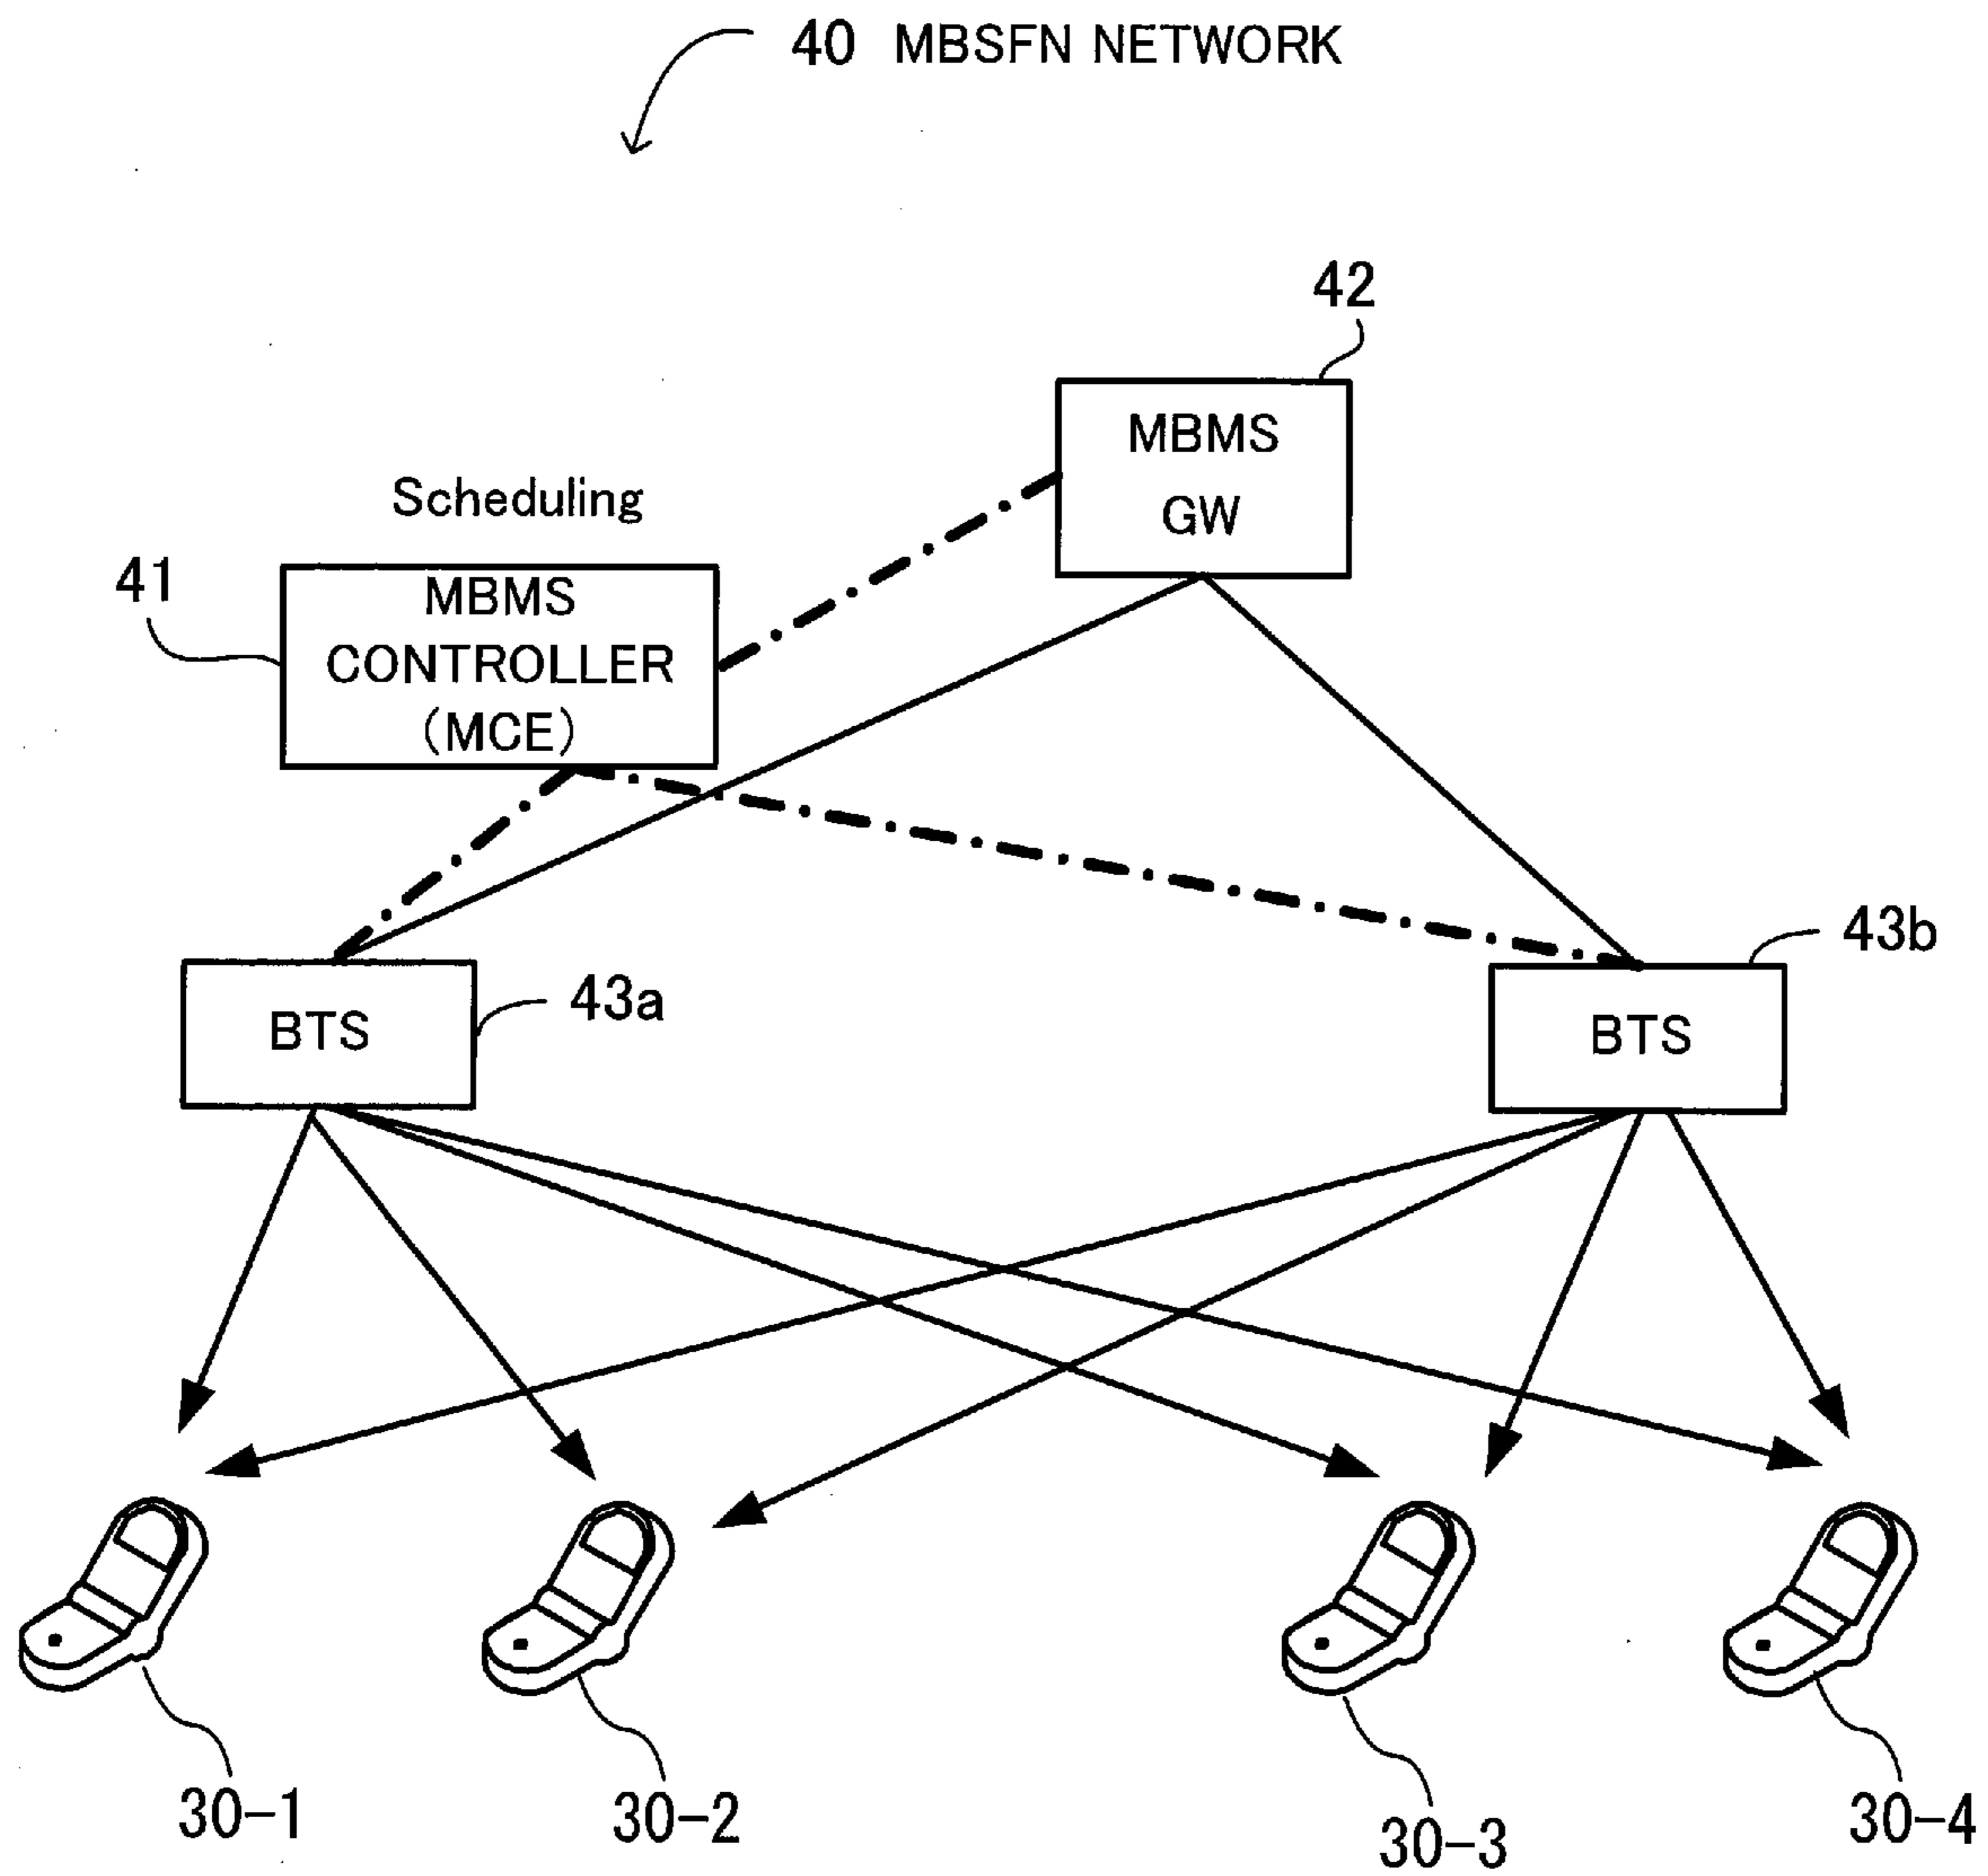 40 MBSFN NETWORK
42
MBMS
GW
Scheduling
41
MBMS
CONTROLLER
(MCE)
43b
43a
BTS
BTS
30-1
30-2
30-3
30-4